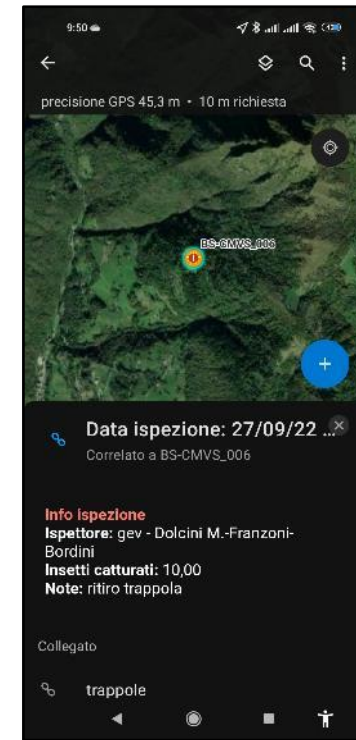 9:50
precisione GPS 45,3 m • 10 m richiesta
BS-CMVS_006
Data ispezione: 27/09/22 ...
Correlato a BS-CMVS_006
Info ispezione
Ispettore: gev - Dolcini M.-Franzoni-
Bordini
Insetti catturati: 10,00
Note: ritiro trappola
Collegato
trappole